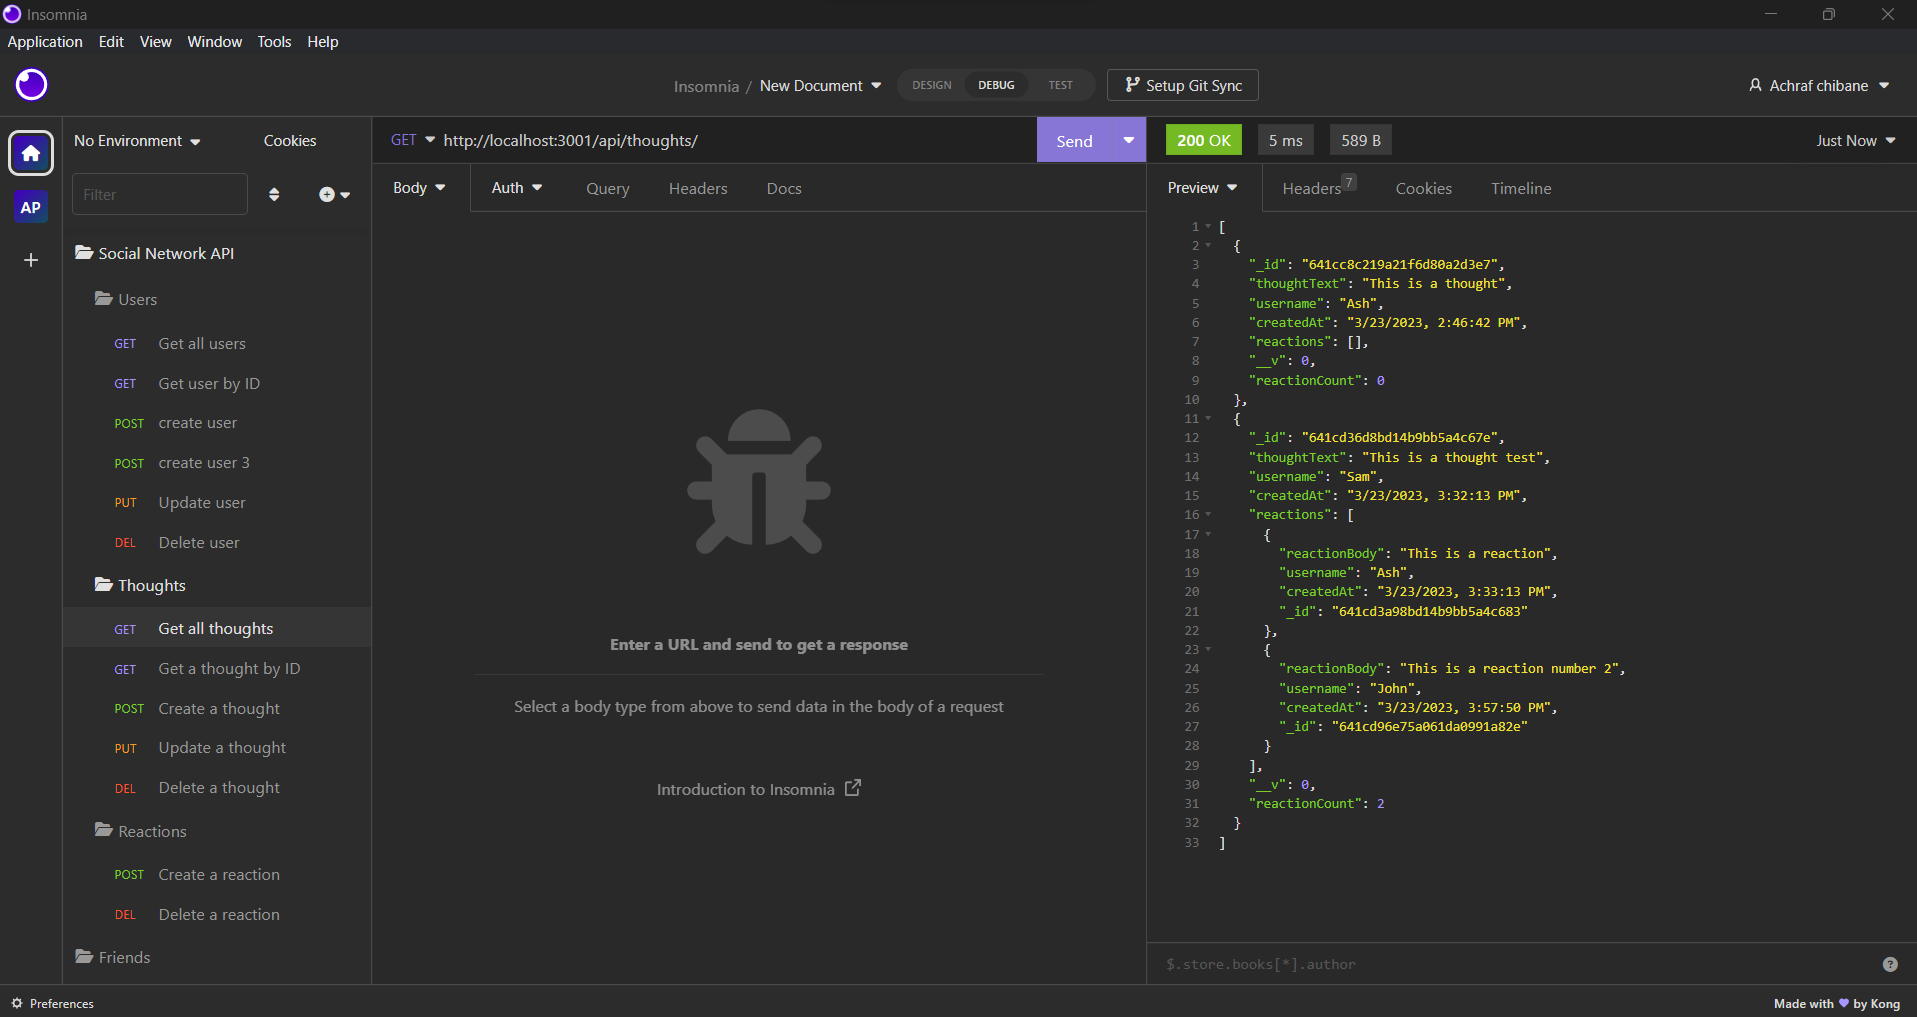 Insomnia
Application Edit View Window Tools Help
Insomnia / New Document DESIGN DEBUG TEST Setup Git Sync Achraf chibane
AP
No Environment Cookies
Filter
Social Network API
Users
GET Get all users
GET Get user by ID
POST create user
POST create user 3
PUT Update user
DEL Delete user
Thoughts
GET Get all thoughts
GET Get a thought by ID
POST Create a thought
PUT Update a thought
DEL Delete a thought
Reactions
POST Create a reaction
DEL Delete a reaction
Friends
GET http://localhost:3001/api/thoughts/ Send
Body Auth Query Headers Docs
Enter a URL and send to get a response
Select a body type from above to send data in the body of a request
Introduction to Insomnia
200 OK 5 ms 589 B Just Now
Preview Headers 7 Cookies Timeline
1 [
2 {
3 "_id": "641cc8c219a21f6d80a2d3e7",
4 "thoughtText": "This is a thought",
5 "username": "Ash",
6 "createdAt": "3/23/2023, 2:46:42 PM",
7 "reactions": [],
8 "__v": 0,
9 "reactionCount": 0
10 },
11 {
12 "_id": "641cd36d8bd14b9bb5a4c67e",
13 "thoughtText": "This is a thought test",
14 "username": "Sam",
15 "createdAt": "3/23/2023, 3:32:13 PM",
16 "reactions": [
17 {
18 "reactionBody": "This is a reaction",
19 "username": "Ash",
20 "createdAt": "3/23/2023, 3:33:13 PM",
21 "_id": "641cd3a98bd14b9bb5a4c683"
22 },
23 {
24 "reactionBody": "This is a reaction number 2",
25 "username": "John",
26 "createdAt": "3/23/2023, 3:57:50 PM",
27 "_id": "641cd96e75a061da0991a82e"
28 }
29 ],
30 "__v": 0,
31 "reactionCount": 2
32 }
33 ]
$.store.books[*].author
Preferences
Made with 💜 by Kong